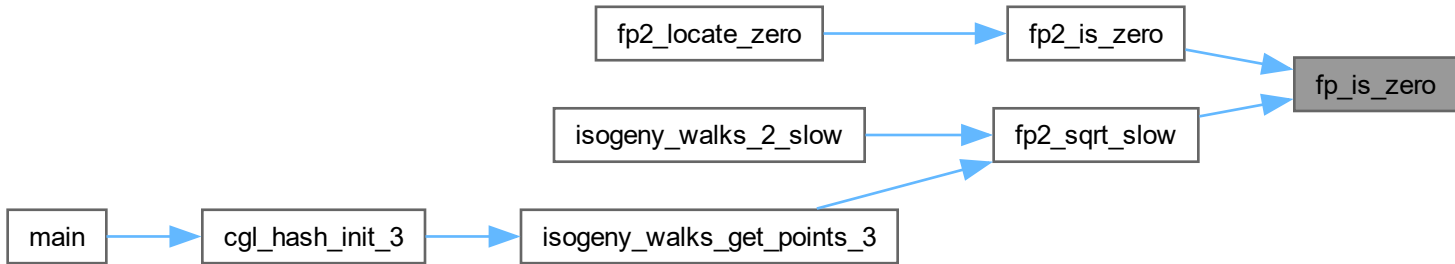 fp2_locate_zero
fp2_is_zero
fp_is_zero
isogeny_walks_2_slow
fp2_sqrt_slow
main
cgl_hash_init_3
isogeny_walks_get_points_3